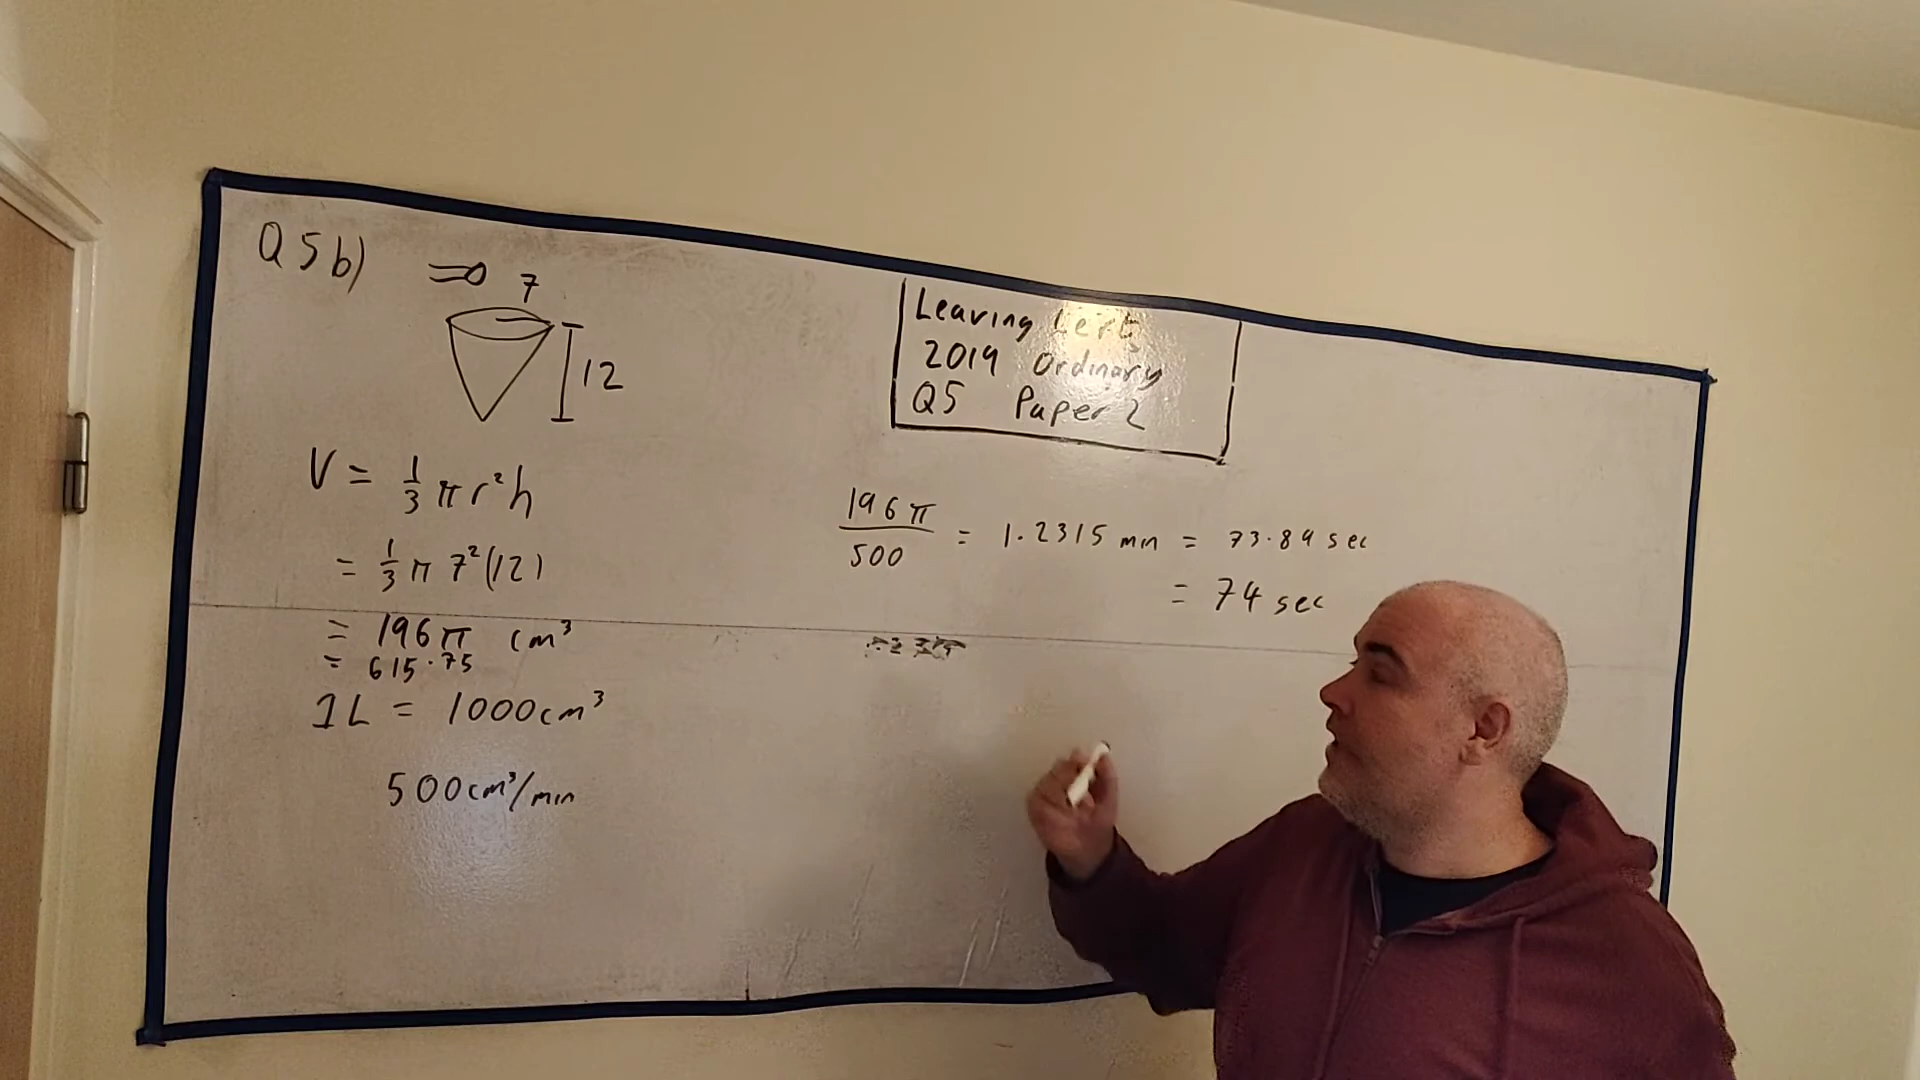 Q5b)
7
12
V = 1/3 πr²h
= 1/3 π 7²(12)
= 196π cm³
= 615.75
1L = 1000cm³
500cm³/min
Leaving Cert
2019 Ordinary
Q5 Paper 2
196π/500 = 1.2315 min = 73.89 sec
= 74 sec